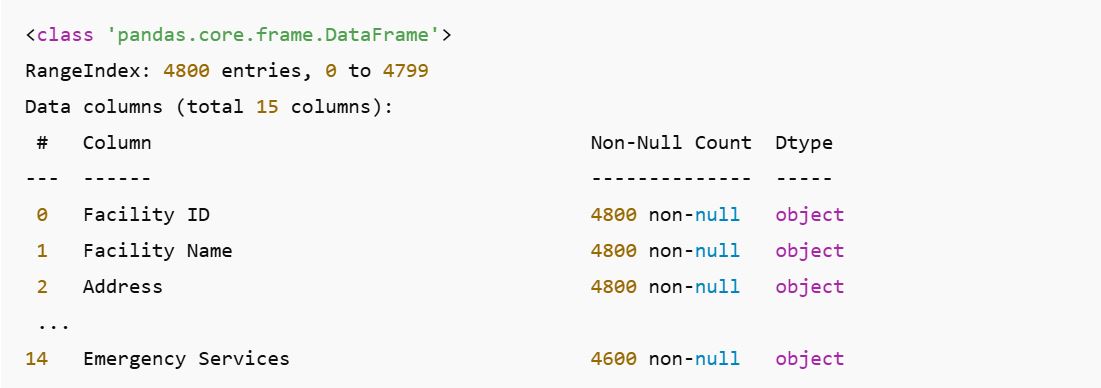 <class 'pandas.core.frame.DataFrame'>
RangeIndex: 4800 entries, 0 to 4799
Data columns (total 15 columns):
 #   Column                                      Non-Null Count  Dtype
---  ------                                      --------------  -----
 0   Facility ID                                 4800 non-null   object
 1   Facility Name                               4800 non-null   object
 2   Address                                     4800 non-null   object
 ...
14   Emergency Services                          4600 non-null   object